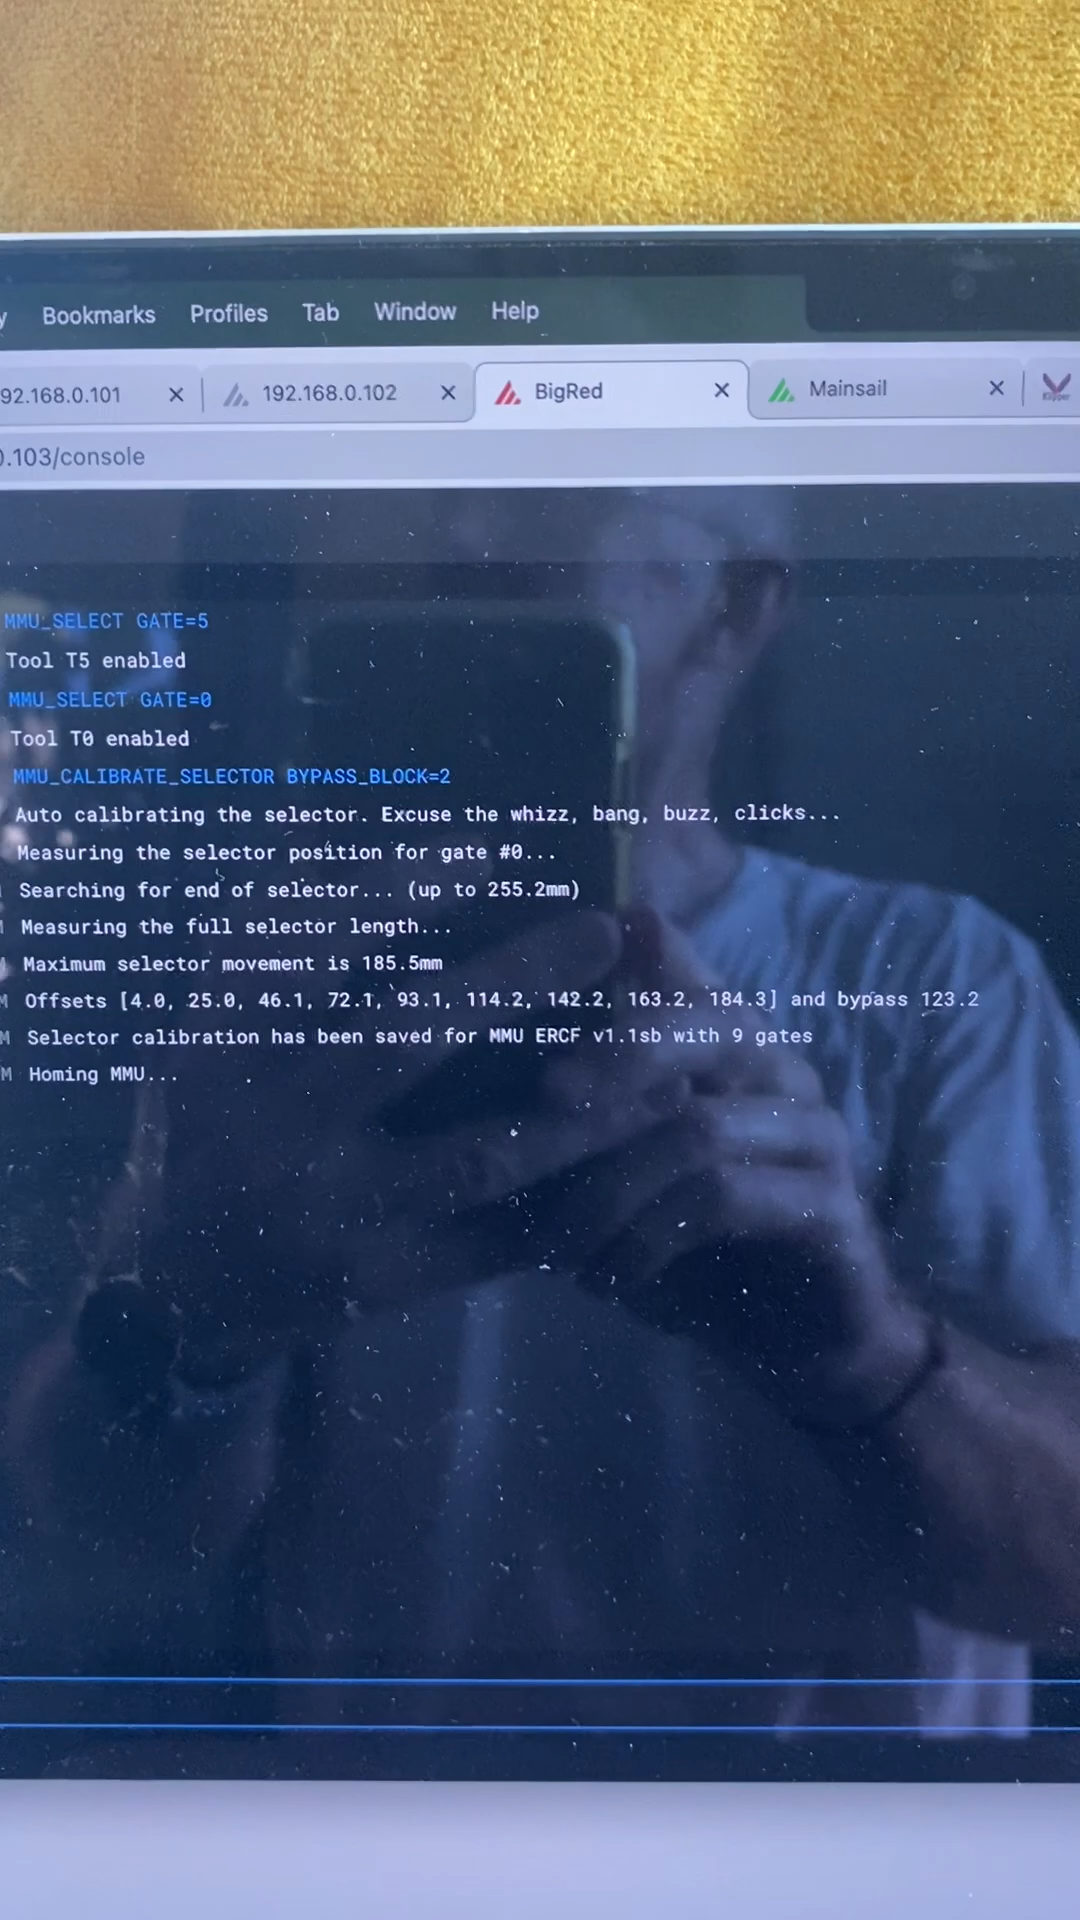 y Bookmarks Profiles Tab Window Help
92.168.0.101 192.168.0.102 BigRed Mainsail Klipper
0.103/console
MMU_SELECT GATE=5
Tool T5 enabled
MMU_SELECT GATE=0
Tool T0 enabled
MMU_CALIBRATE_SELECTOR BYPASS_BLOCK=2
Auto calibrating the selector. Excuse the whizz, bang, buzz, clicks...
Measuring the selector position for gate #0...
Searching for end of selector... (up to 255.2mm)
Measuring the full selector length...
M Maximum selector movement is 185.5mm
M Offsets [4.0, 25.0, 46.1, 72.1, 93.1, 114.2, 142.2, 163.2, 184.3] and bypass 123.2
M Selector calibration has been saved for MMU ERCF v1.1sb with 9 gates
M Homing MMU...